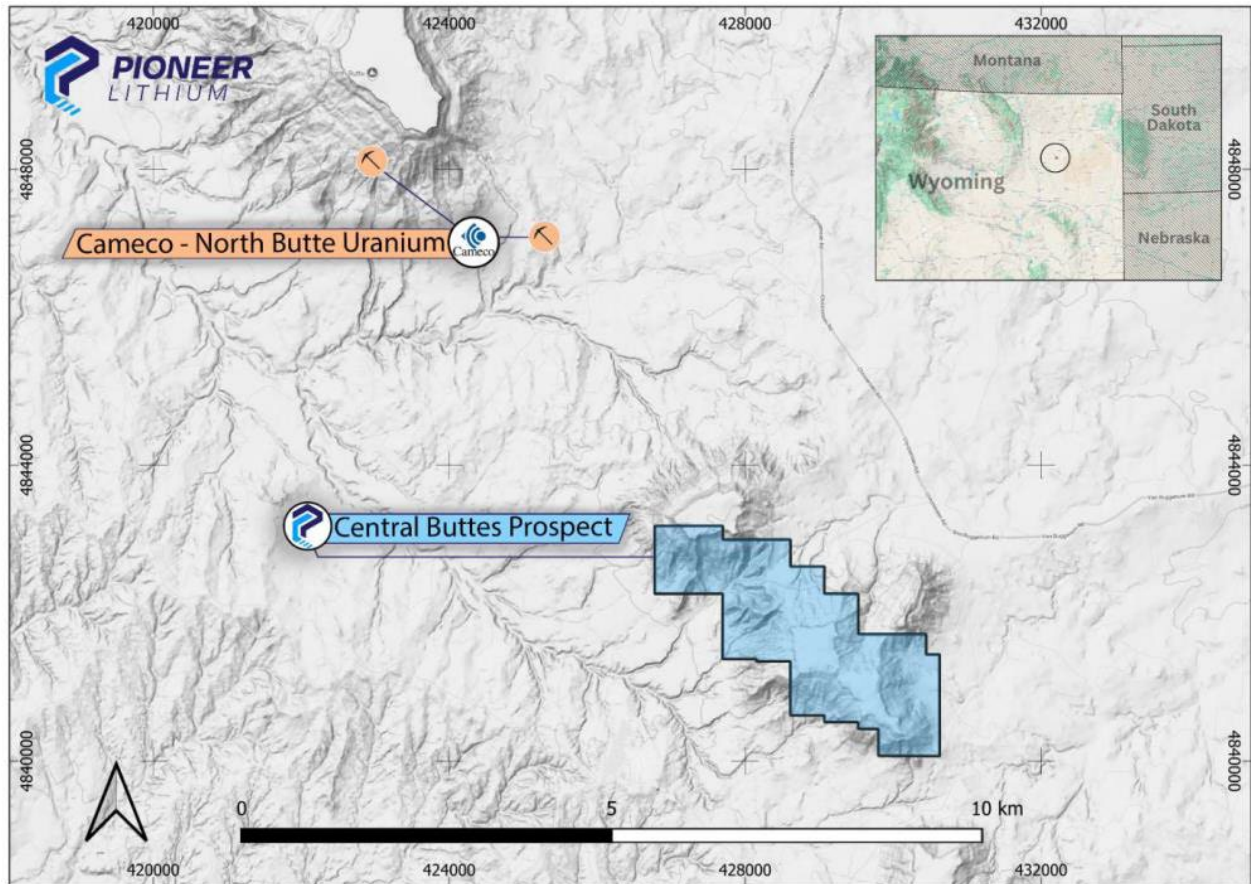 420000
424000
428000
432000
PIONEER
LITHIUM
Butte
Montana
South
Dakota
Wyoming
Nebraska
4848000
4848000
Cameco - North Butte Uranium
Cameco
4844000
4844000
Central Buttes Prospect
4840000
4840000
0
5
10 km
420000
424000
428000
432000